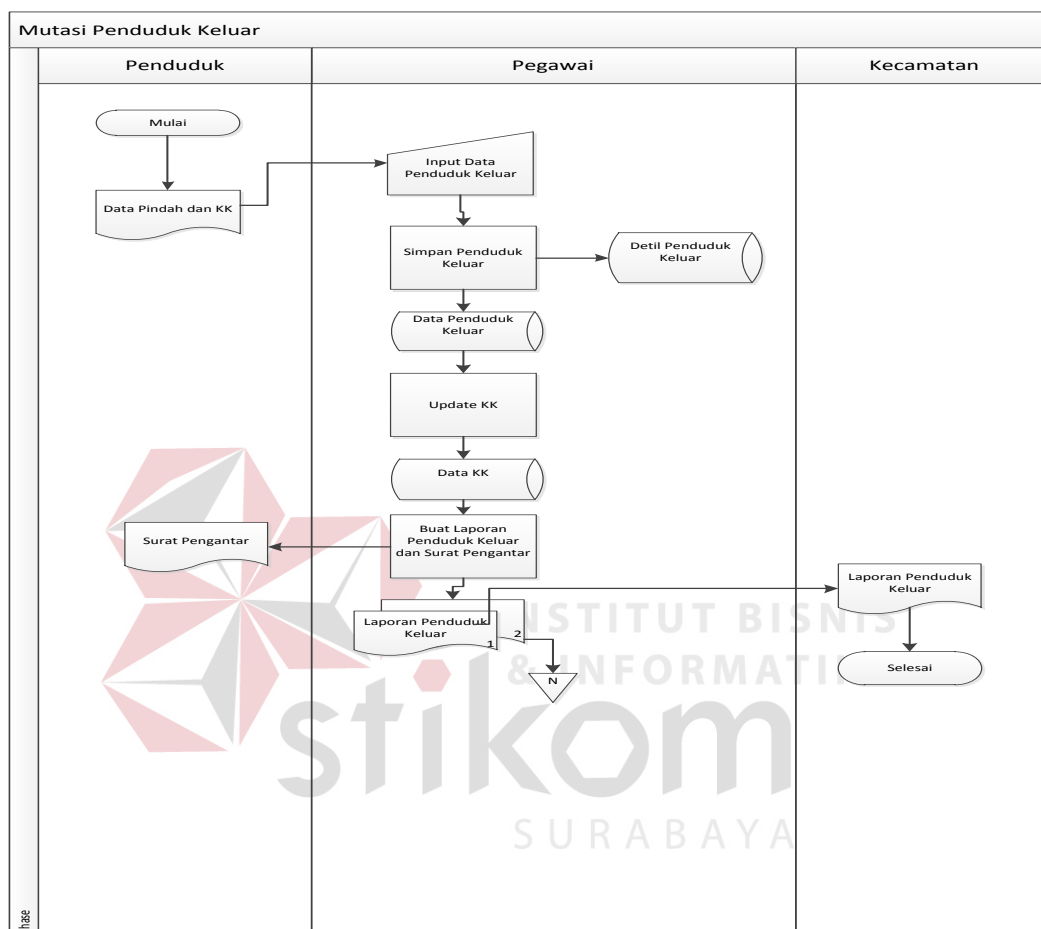 Mutasi Penduduk Keluar
Penduduk
Pegawai
Kecamatan
Mulai
Data Pindah dan KK
Input Data
Penduduk Keluar
Simpan Penduduk
Keluar
Detil Penduduk
Keluar
Data Penduduk
Keluar
Update KK
Data KK
Buat Laporan
Penduduk Keluar
dan Surat Pengantar
Surat Pengantar
Laporan Penduduk
Keluar
1
2
N
Laporan Penduduk
Keluar
Selesai
NSTITUT BISNIS
& INFORMATI
stikom
SURABAYA
hase